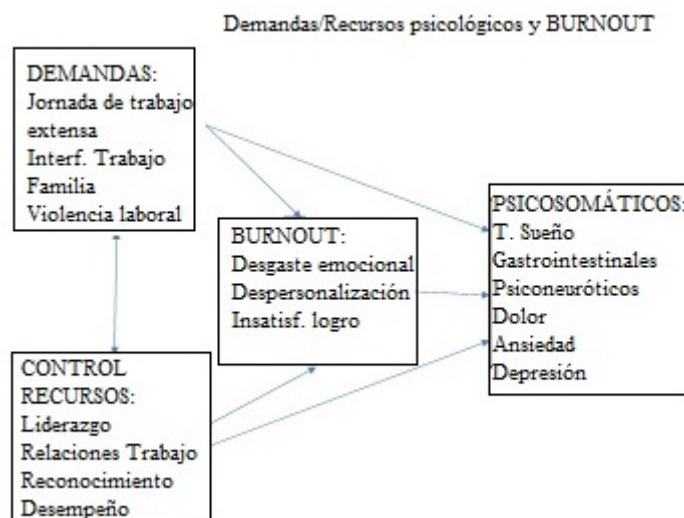 Demandas/Recursos psicológicos y BURNOUT
DEMANDAS:
Jornada de trabajo
extensa
Interf. Trabajo
Familia
Violencia laboral
BURNOUT:
Desgaste emocional
Despersonalización
Insatisf. logro
PSICOSOMÁTICOS:
T. Sueño
Gastrointestinales
Psiconeuróticos
Dolor
Ansiedad
Depresión
CONTROL
RECURSOS:
Liderazgo
Relaciones Trabajo
Reconocimiento
Desempeño